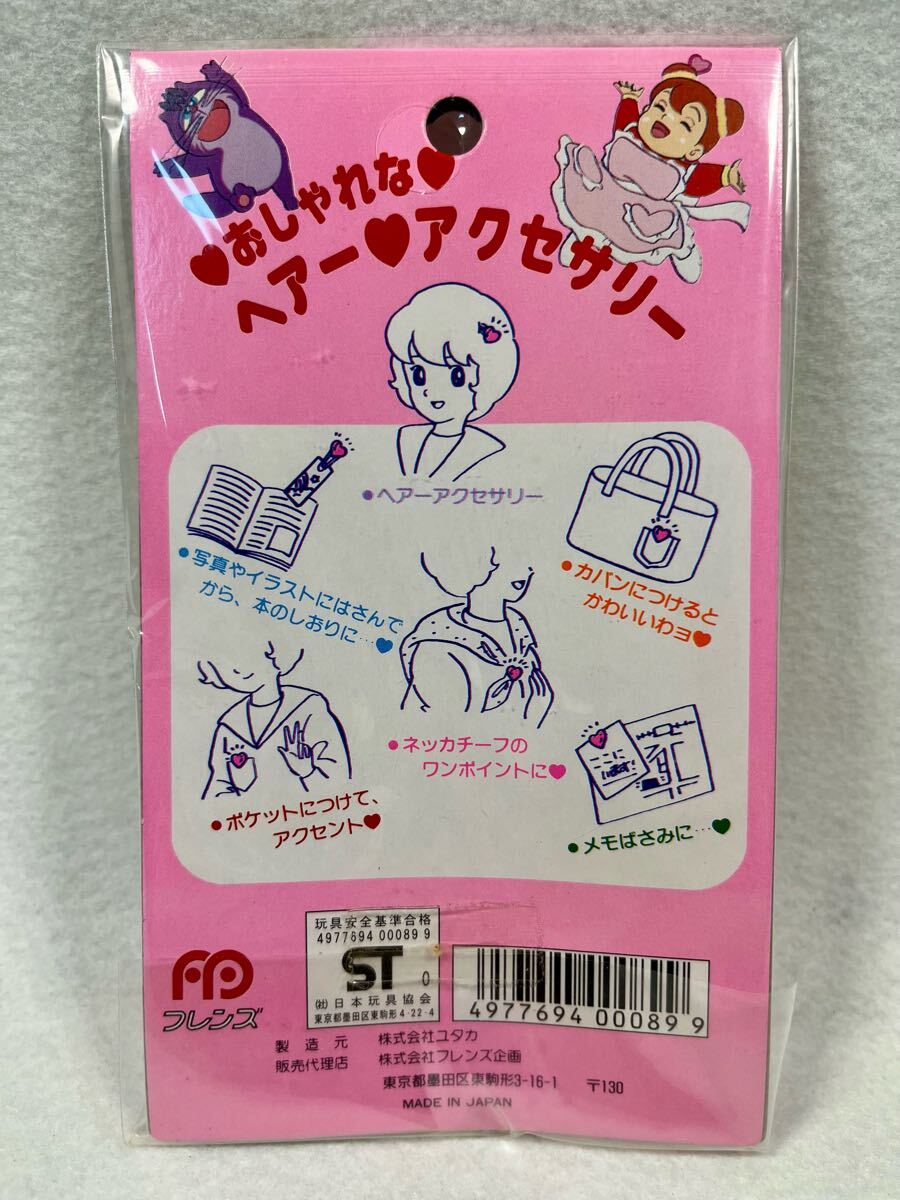 ♥おしゃれな♥
ヘアー♥アクセサリー
●ヘアーアクセサリー
●写真やイラストにはさんで
から、本のしおりに…♥
●カバンにつけると
かわいいわヨ♥
●ネッカチーフの
ワンポイントに♥
●ポケットにつけて、
アクセント♥
ここに
います!
●メモばさみに…♥
フレンズ
玩具安全基準合格
4977694 00089 9
ST 0
㈳日本玩具協会
東京都墨田区東駒形4-22-4
4977694 00089 9
製造元 株式会社ユタカ
販売代理店 株式会社フレンズ企画
東京都墨田区東駒形3-16-1 〒130
MADE IN JAPAN